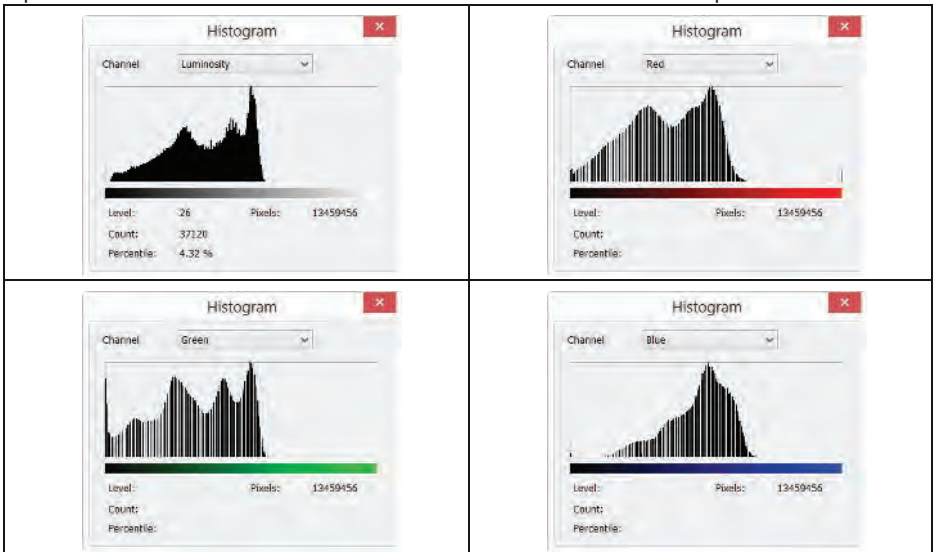 Histogram
Channel Luminosity
Level: 26 Pixels: 13459456
Count: 37120
Percentile: 4.32 %
Histogram
Channel Red
Level: Pixels: 13459456
Count:
Percentile:
Histogram
Channel Green
Level: Pixels: 13459456
Count:
Percentile:
Histogram
Channel Blue
Level: Pixels: 13459456
Count:
Percentile: